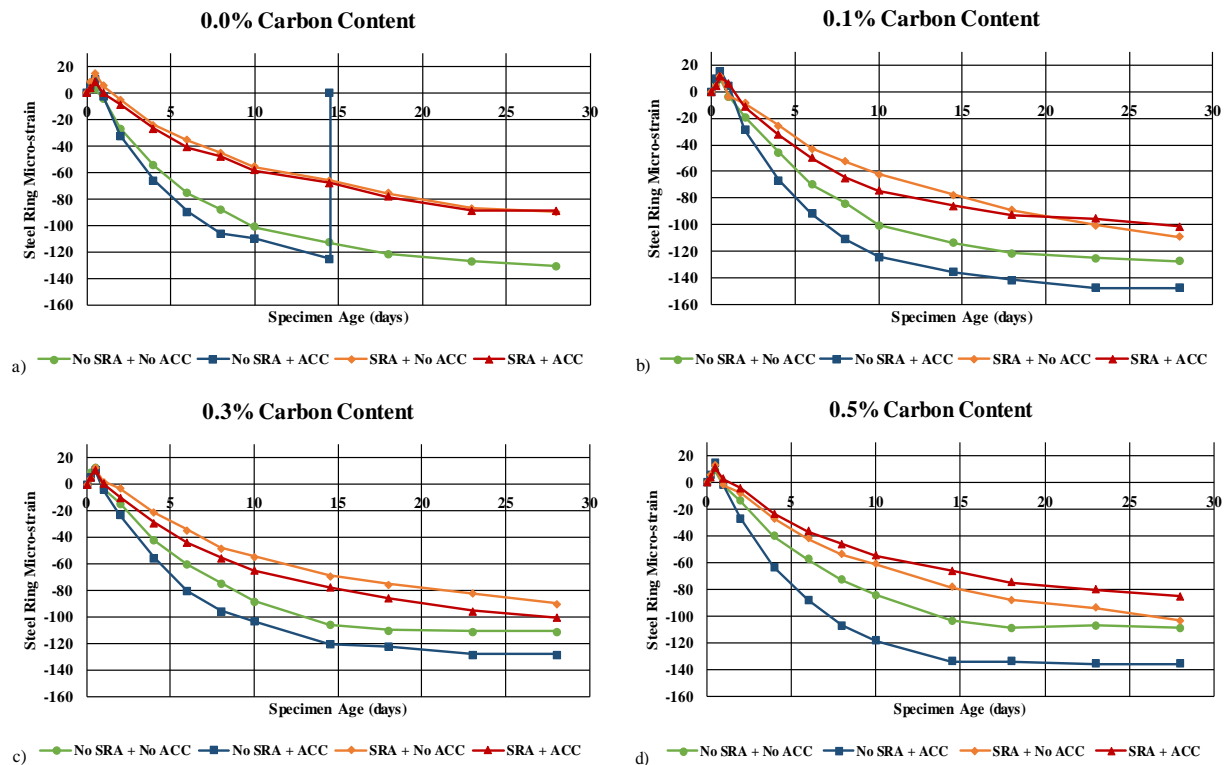 0.0% Carbon Content
20
0
0 5 10 15 20 25 30
-20
-40
-60
-80
-100
-120
-140
-160
Steel Ring Micro-strain
Specimen Age (days)
No SRA + No ACC No SRA + ACC SRA + No ACC SRA + ACC
a)
0.1% Carbon Content
20
0
0 5 10 15 20 25 30
-20
-40
-60
-80
-100
-120
-140
-160
Steel Ring Micro-strain
Specimen Age (days)
No SRA + No ACC No SRA + ACC SRA + No ACC SRA + ACC
b)
0.3% Carbon Content
20
0
0 5 10 15 20 25 30
-20
-40
-60
-80
-100
-120
-140
-160
Steel Ring Micro-strain
Specimen Age (days)
No SRA + No ACC No SRA + ACC SRA + No ACC SRA + ACC
c)
0.5% Carbon Content
20
0
0 5 10 15 20 25 30
-20
-40
-60
-80
-100
-120
-140
-160
Steel Ring Micro-strain
Specimen Age (days)
No SRA + No ACC No SRA + ACC SRA + No ACC SRA + ACC
d)